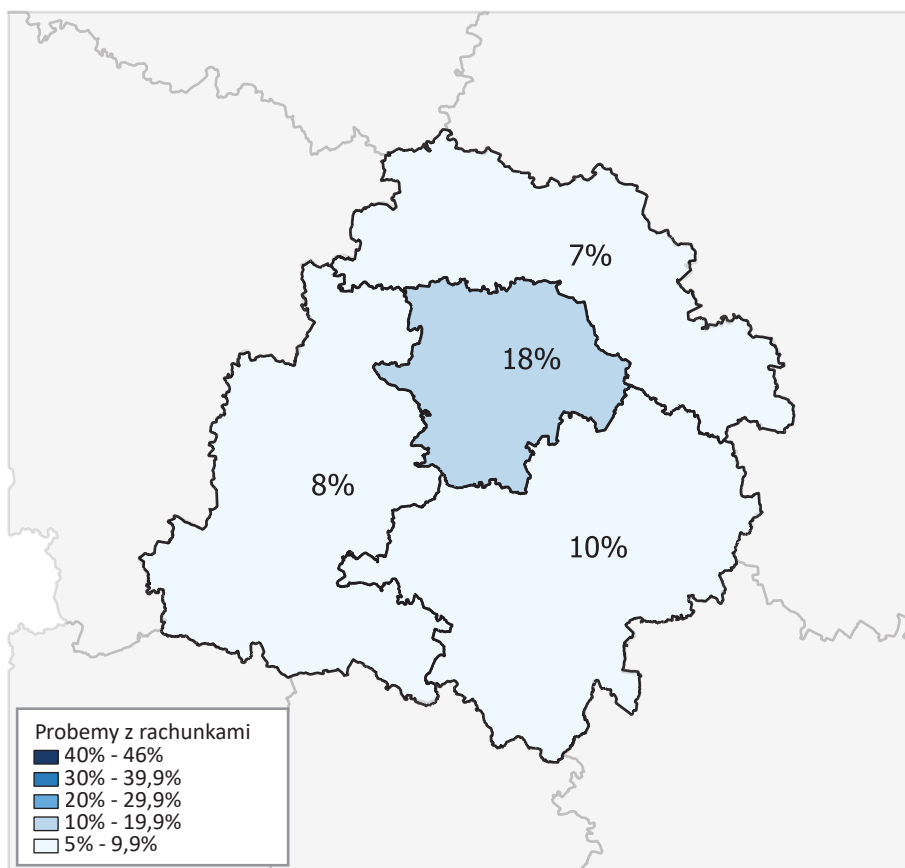 7%
18%
8%
10%
Probemy z rachunkami
40% - 46%
30% - 39,9%
20% - 29,9%
10% - 19,9%
5% - 9,9%